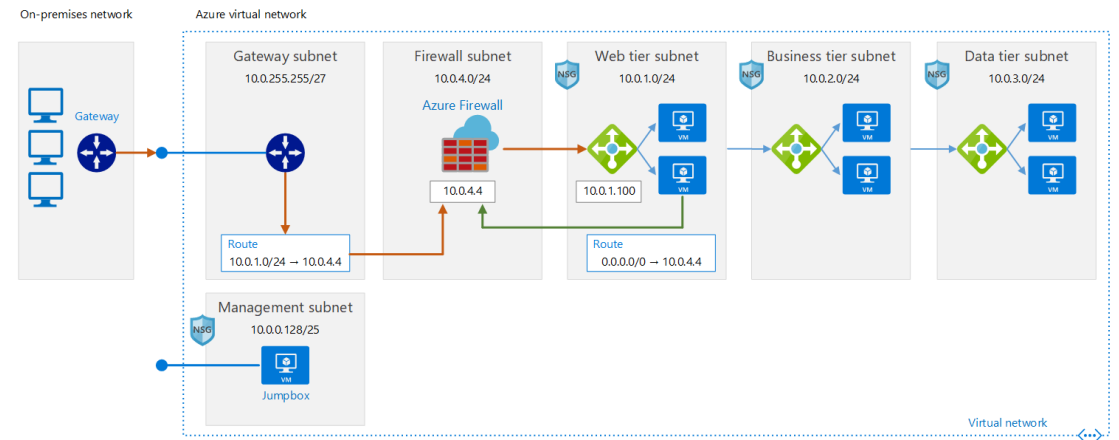 On-premises network
Azure virtual network
Gateway subnet
10.0.255.255/27
Firewall subnet
10.0.4.0/24
Web tier subnet
10.0.1.0/24
Business tier subnet
10.0.2.0/24
Data tier subnet
10.0.3.0/24
NSG
NSG
NSG
Gateway
Azure Firewall
VM
VM
VM
VM
VM
VM
10.0.4.4
10.0.1.100
Route
10.0.1.0/24 → 10.0.4.4
Route
0.0.0.0/0 → 10.0.4.4
Management subnet
10.0.0.128/25
NSG
VM
Jumpbox
Virtual network